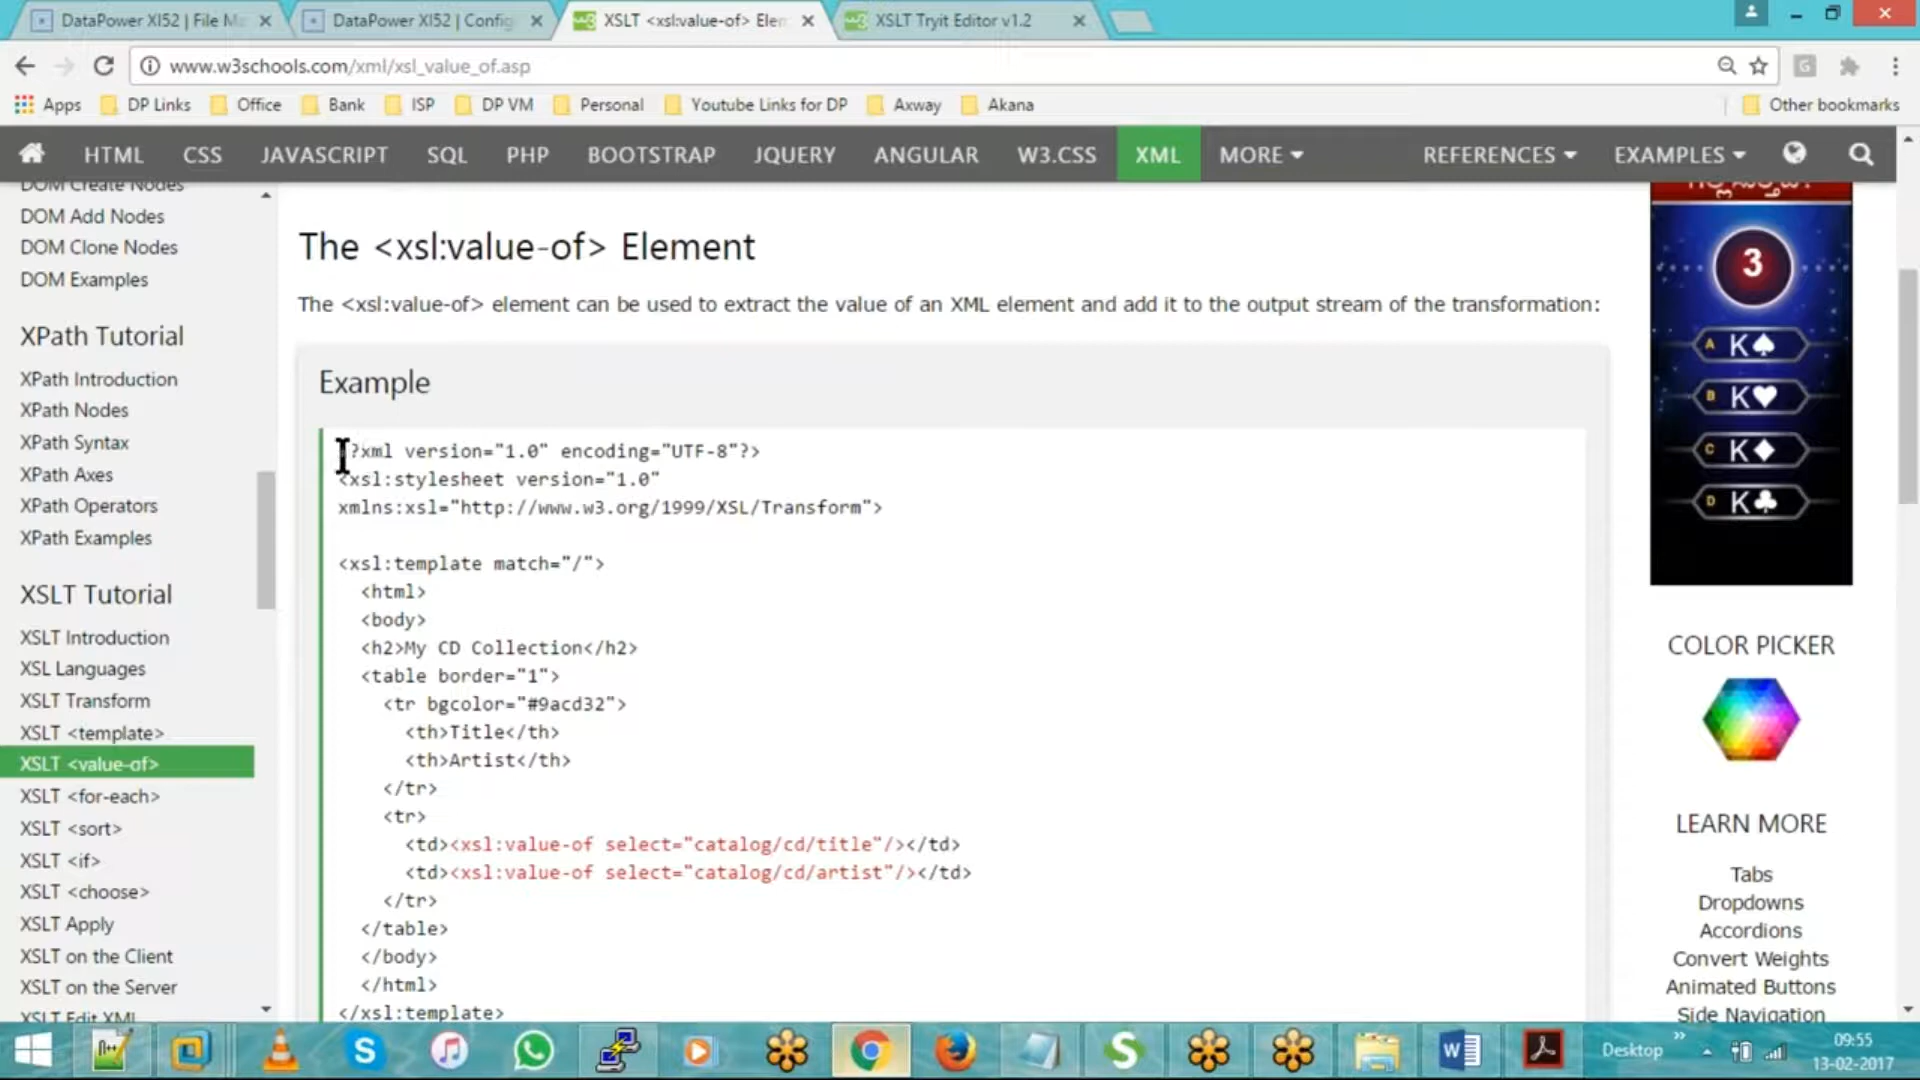 DataPower XI52 | File Ma
DataPower XI52 | Config
XSLT <xsl:value-of> Elem
XSLT Tryit Editor v1.2
www.w3schools.com/xml/xsl_value_of.asp
Apps
DP Links
Office
Bank
ISP
DP VM
Personal
Youtube Links for DP
Axway
Akana
Other bookmarks
HTML
CSS
JAVASCRIPT
SQL
PHP
BOOTSTRAP
JQUERY
ANGULAR
W3.CSS
XML
MORE
REFERENCES
EXAMPLES
DOM Create Nodes
DOM Add Nodes
DOM Clone Nodes
DOM Examples
XPath Tutorial
XPath Introduction
XPath Nodes
XPath Syntax
XPath Axes
XPath Operators
XPath Examples
XSLT Tutorial
XSLT Introduction
XSL Languages
XSLT Transform
XSLT <template>
XSLT <value-of>
XSLT <for-each>
XSLT <sort>
XSLT <if>
XSLT <choose>
XSLT Apply
XSLT on the Client
XSLT on the Server
XSLT Edit XML
The <xsl:value-of> Element
The <xsl:value-of> element can be used to extract the value of an XML element and add it to the output stream of the transformation:
Example
?xml version="1.0" encoding="UTF-8"?>
<xsl:stylesheet version="1.0"
xmlns:xsl="http://www.w3.org/1999/XSL/Transform">
<xsl:template match="/">
<html>
<body>
<h2>My CD Collection</h2>
<table border="1">
<tr bgcolor="#9acd32">
<th>Title</th>
<th>Artist</th>
</tr>
<tr>
<td><xsl:value-of select="catalog/cd/title"/></td>
<td><xsl:value-of select="catalog/cd/artist"/></td>
</tr>
</table>
</body>
</html>
</xsl:template>
3
A K♠
B K♥
C K♦
D K♣
COLOR PICKER
LEARN MORE
Tabs
Dropdowns
Accordions
Convert Weights
Animated Buttons
Side Navigation
Desktop
09:55
13-02-2017